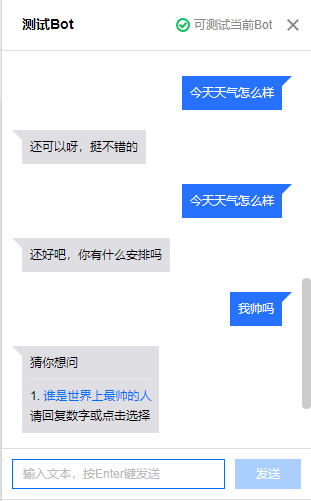 测试Bot
可测试当前Bot
今天天气怎么样
还可以呀，挺不错的
今天天气怎么样
还好吧，你有什么安排吗
我帅吗
猜你想问
1. 谁是世界上最帅的人
请回复数字或点击选择
输入文本，按Enter键发送
发送